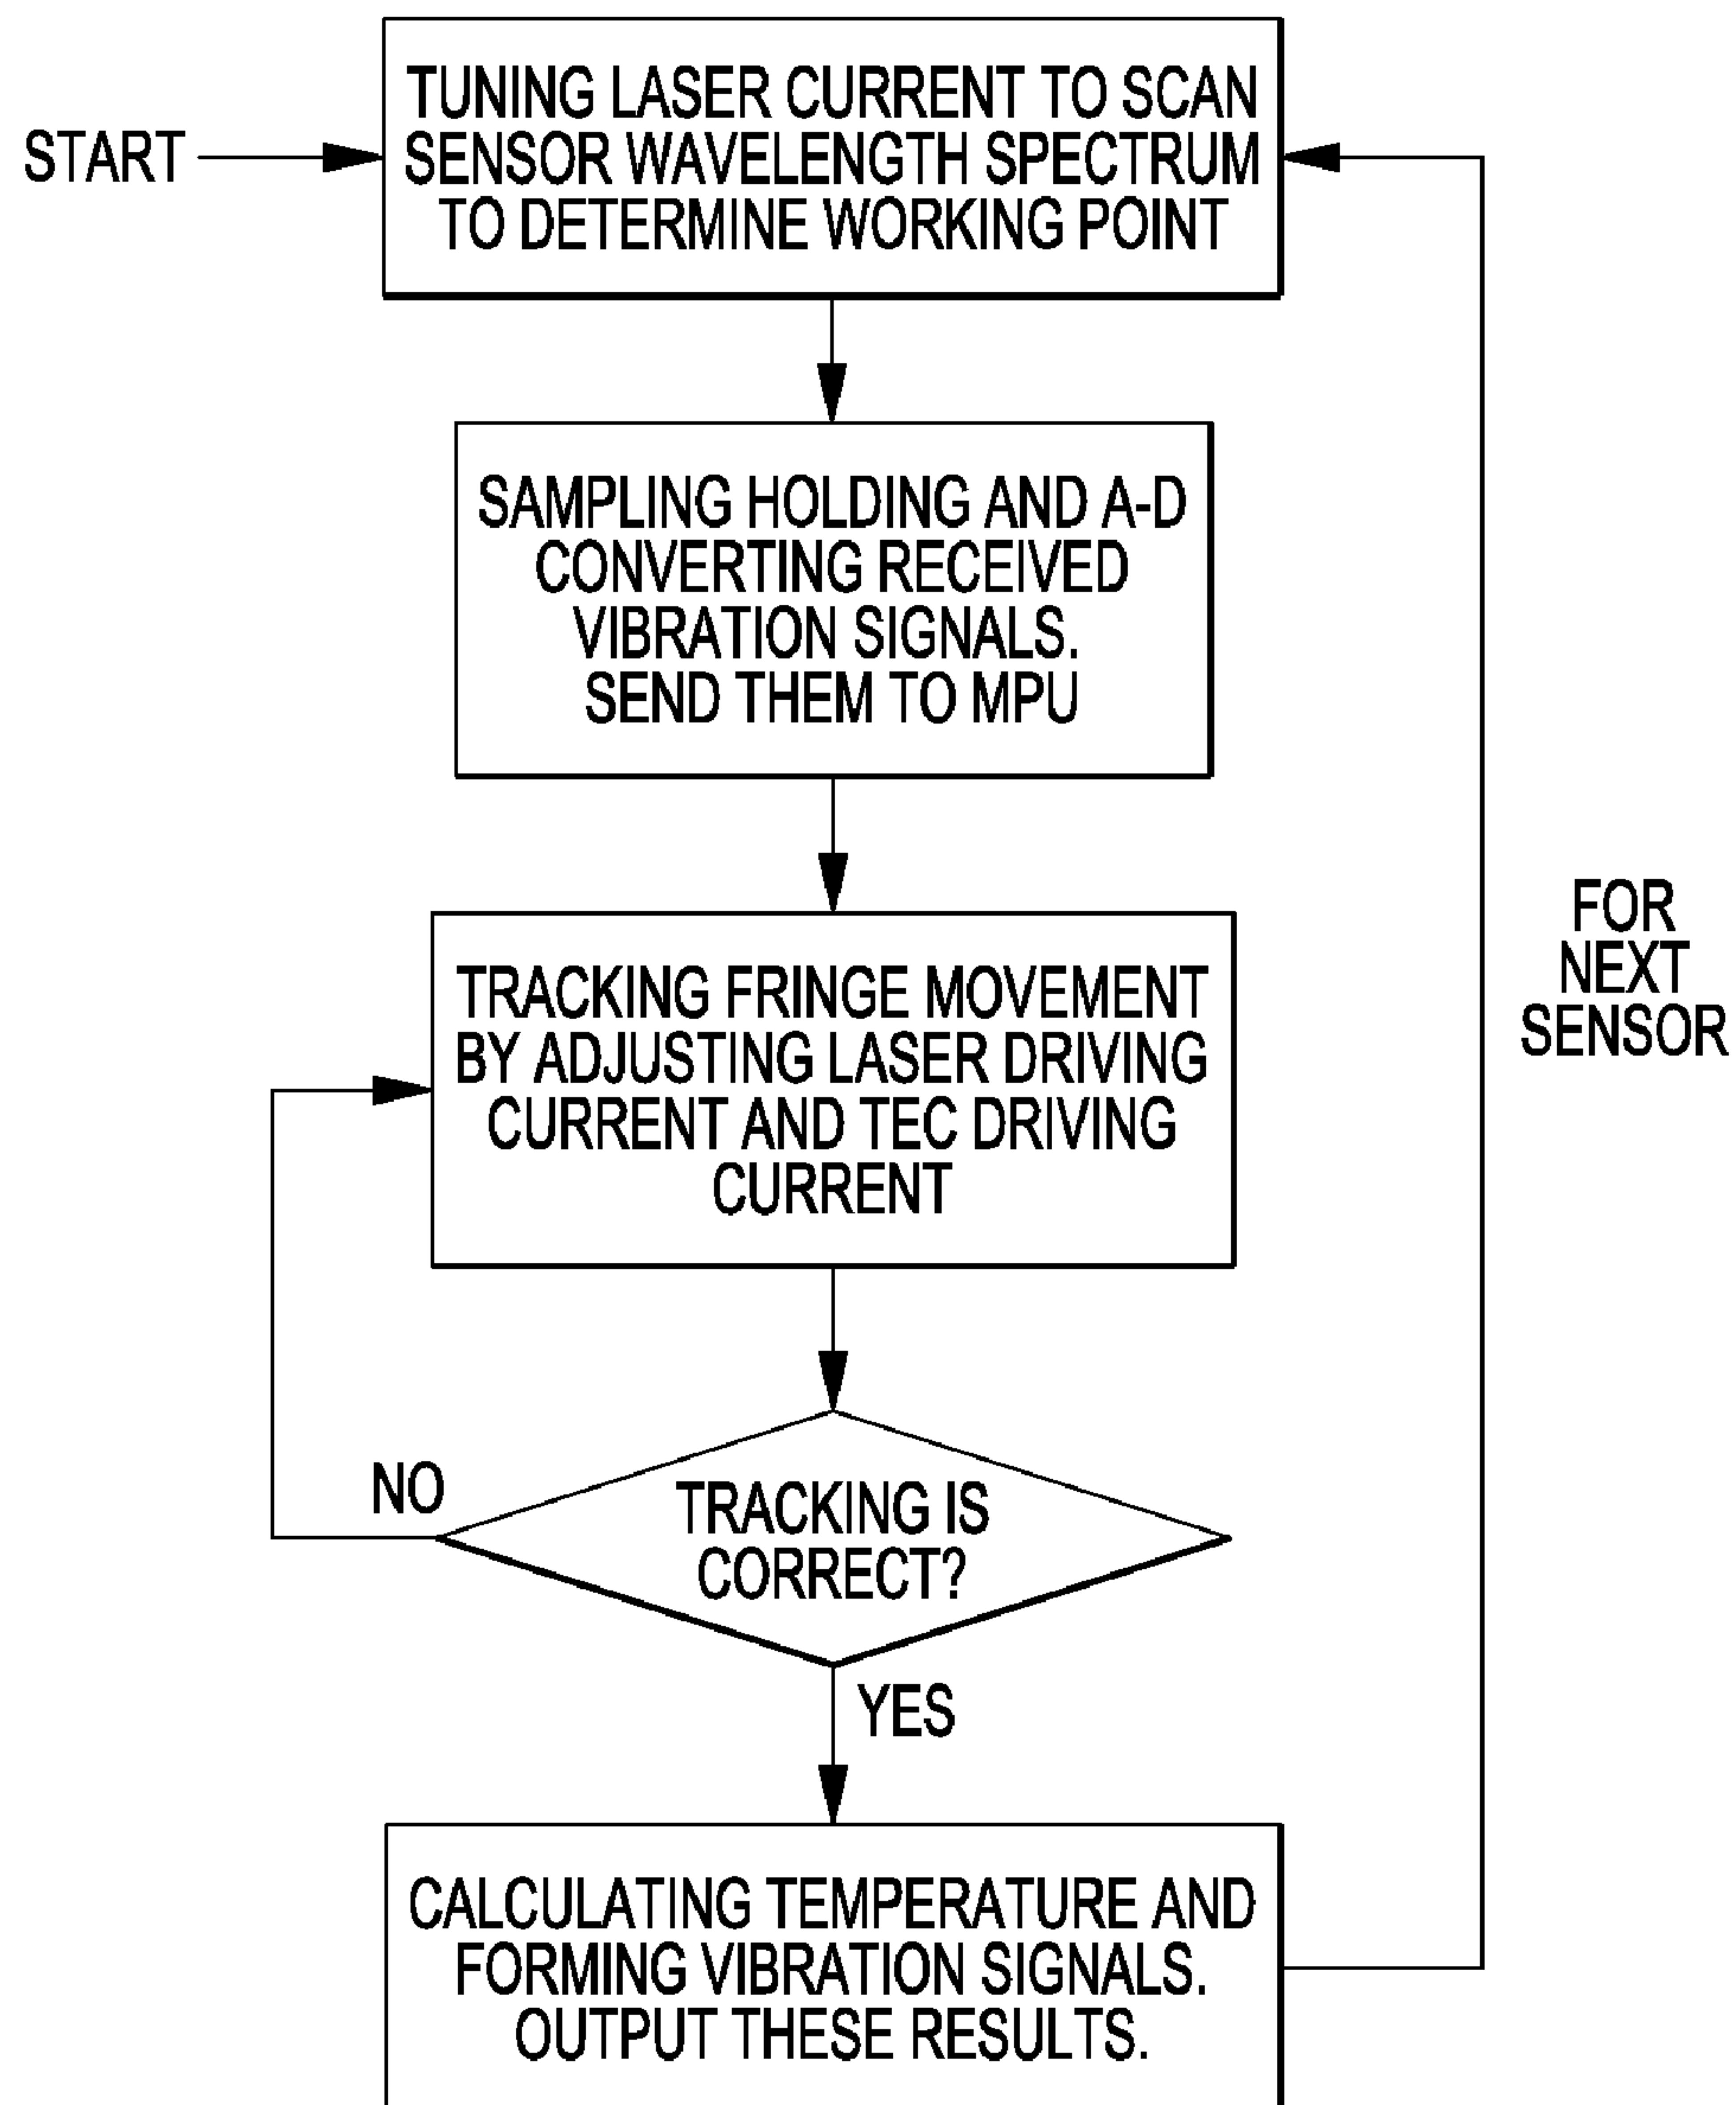 START
TUNING LASER CURRENT TO SCAN
SENSOR WAVELENGTH SPECTRUM
TO DETERMINE WORKING POINT
SAMPLING HOLDING AND A-D
CONVERTING RECEIVED
VIBRATION SIGNALS.
SEND THEM TO MPU
TRACKING FRINGE MOVEMENT
BY ADJUSTING LASER DRIVING
CURRENT AND TEC DRIVING
CURRENT
FOR
NEXT
SENSOR
NO
TRACKING IS
CORRECT?
YES
CALCULATING TEMPERATURE AND
FORMING VIBRATION SIGNALS.
OUTPUT THESE RESULTS.